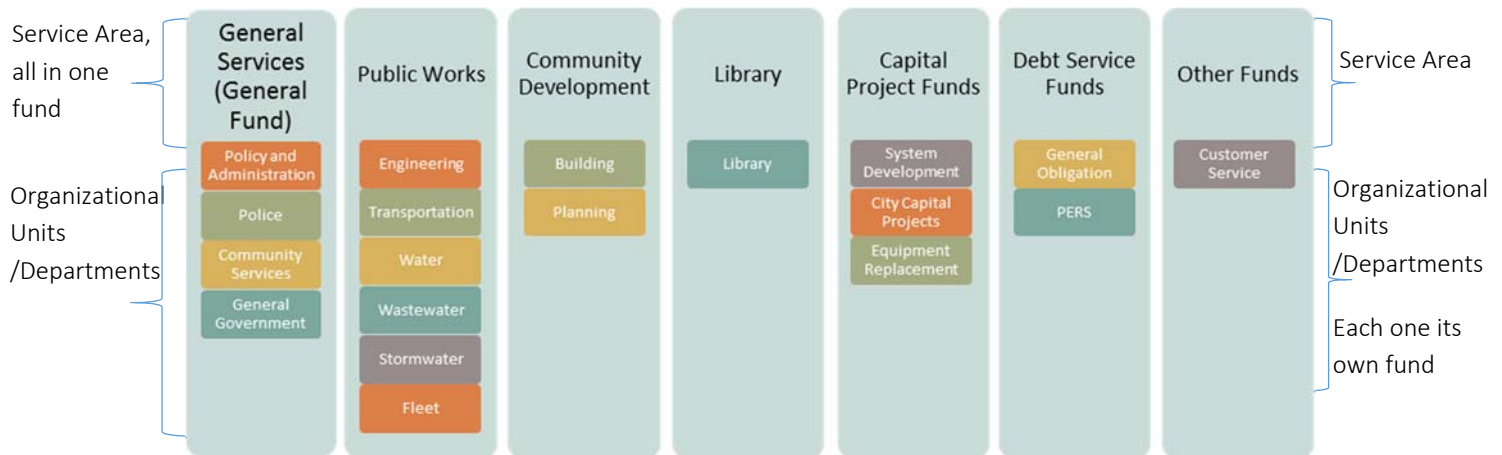 Service Area,
all in one
fund
Organizational
Units
/Departments
General
Services
(General
Fund)
Policy and
Administration
Police
Community
Services
General
Government
Public Works
Engineering
Transportation
Water
Wastewater
Stormwater
Fleet
Community
Development
Building
Planning
Library
Library
Capital
Project Funds
System
Development
City Capital
Projects
Equipment
Replacement
Debt Service
Funds
General
Obligation
PERS
Other Funds
Customer
Service
Service Area
Organizational
Units
/Departments
Each one its
own fund